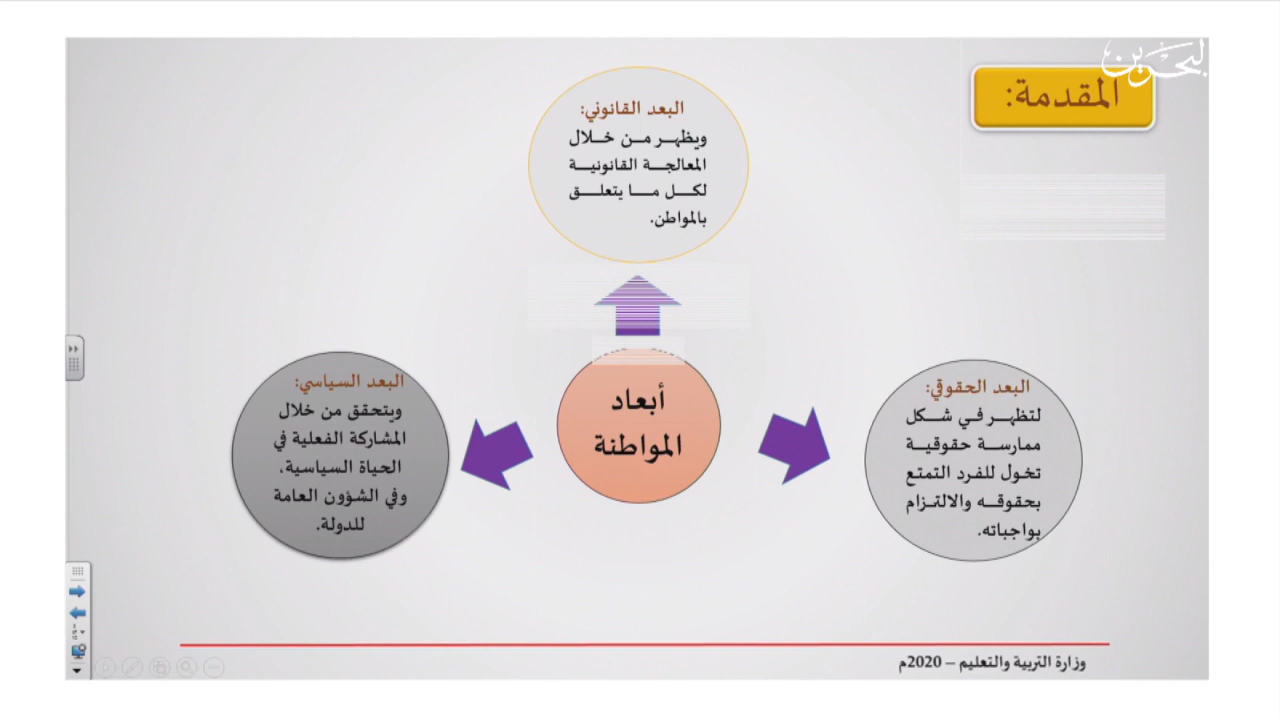 البحرين
المقدمة:
البعد القانوني:
ويظهر من خلال
المعالجة القانونية
لكل ما يتعلق
بالمواطن.
أبعاد
المواطنة
البعد الحقوقي:
لتظهر في شكل
ممارسة حقوقية
تخول للفرد التمتع
بحقوقه والالتزام
بواجباته.
البعد السياسي:
ويتحقق من خلال
المشاركة الفعلية في
الحياة السياسية،
وفي الشؤون العامة
للدولة.
وزارة التربية والتعليم – 2020م